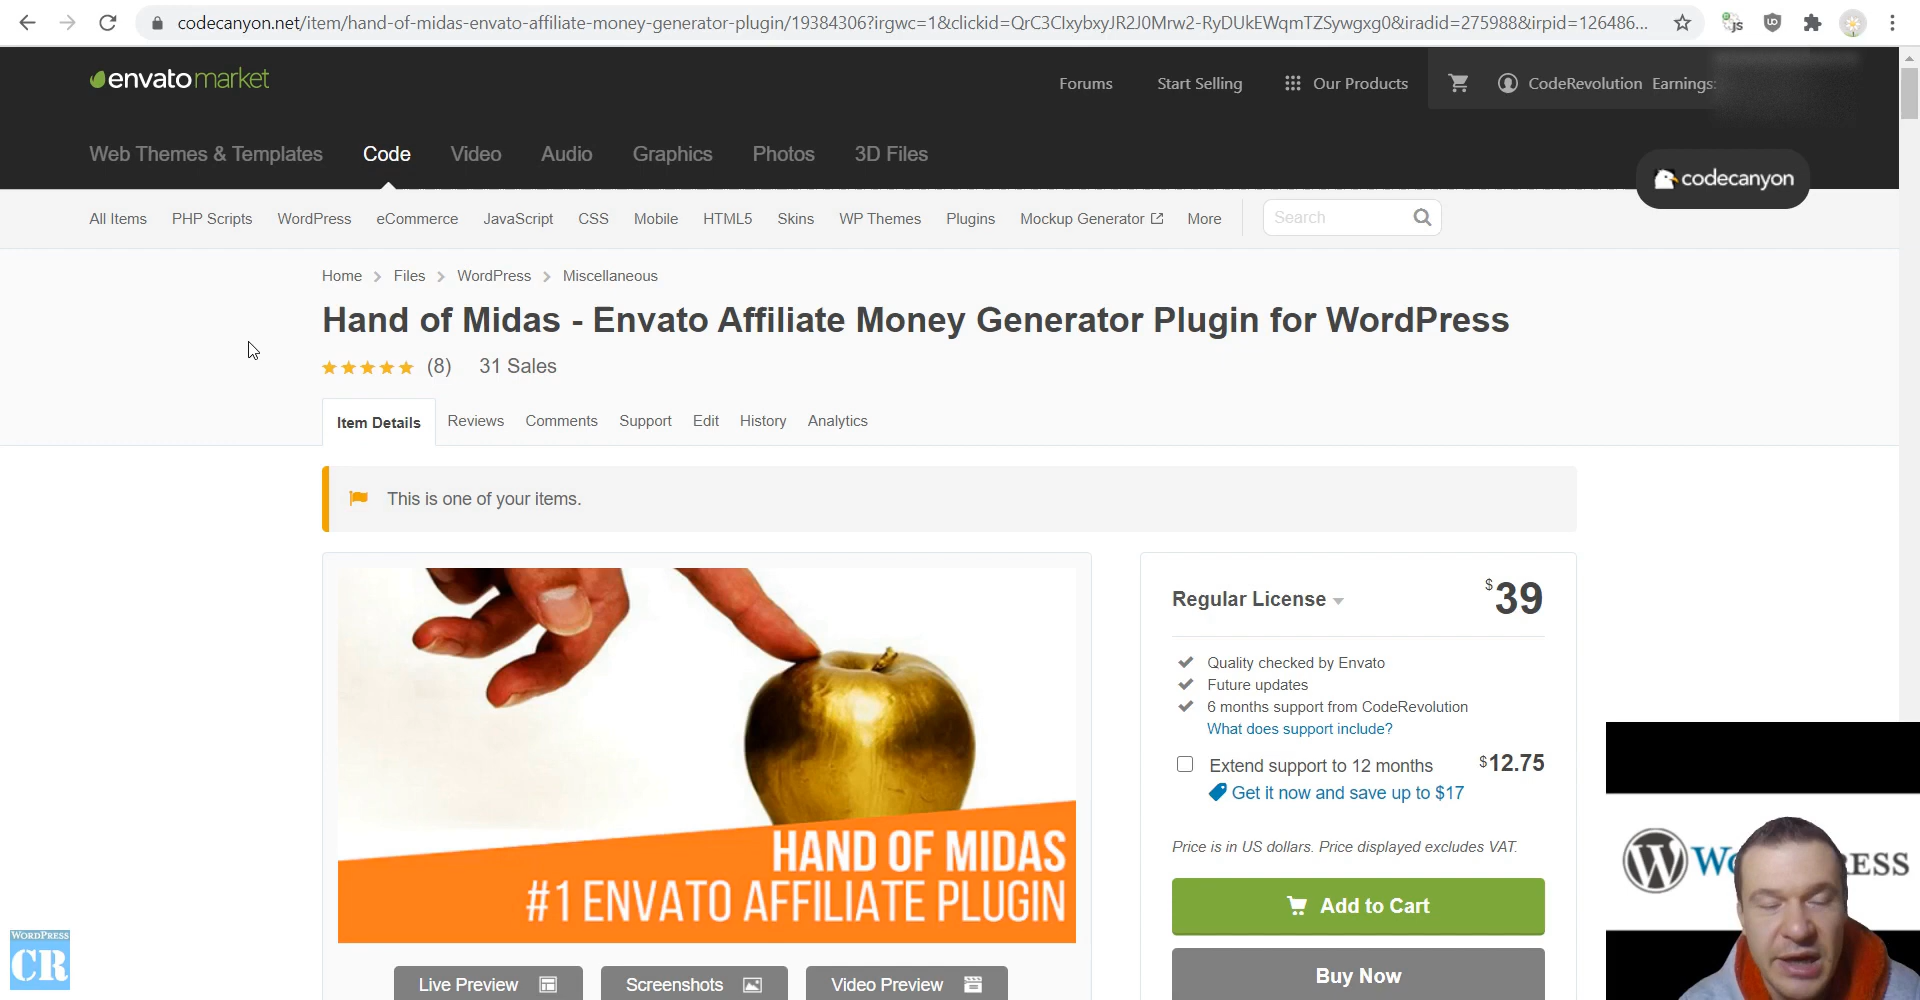 codecanyon.net/item/hand-of-midas-envato-affiliate-money-generator-plugin/19384306?irgwc=1&clickid=QrC3CIxybxyJR2J0Mrw2-RyDUkEWqmTZSywgxg0&iradid=275988&irpid=126486...
envatomarket
Forums
Start Selling
Our Products
CodeRevolution
Earnings:
Web Themes & Templates
Code
Video
Audio
Graphics
Photos
3D Files
codecanyon
All Items
PHP Scripts
WordPress
eCommerce
JavaScript
CSS
Mobile
HTML5
Skins
WP Themes
Plugins
Mockup Generator
More
Search
Home > Files > WordPress > Miscellaneous
Hand of Midas - Envato Affiliate Money Generator Plugin for WordPress
(8) 31 Sales
Item Details
Reviews
Comments
Support
Edit
History
Analytics
This is one of your items.
HAND OF MIDAS
#1 ENVATO AFFILIATE PLUGIN
Live Preview
Screenshots
Video Preview
Regular License
$39
Quality checked by Envato
Future updates
6 months support from CodeRevolution
What does support include?
Extend support to 12 months
$12.75
Get it now and save up to $17
Price is in US dollars. Price displayed excludes VAT.
Add to Cart
Buy Now
WORDPRESS
CR